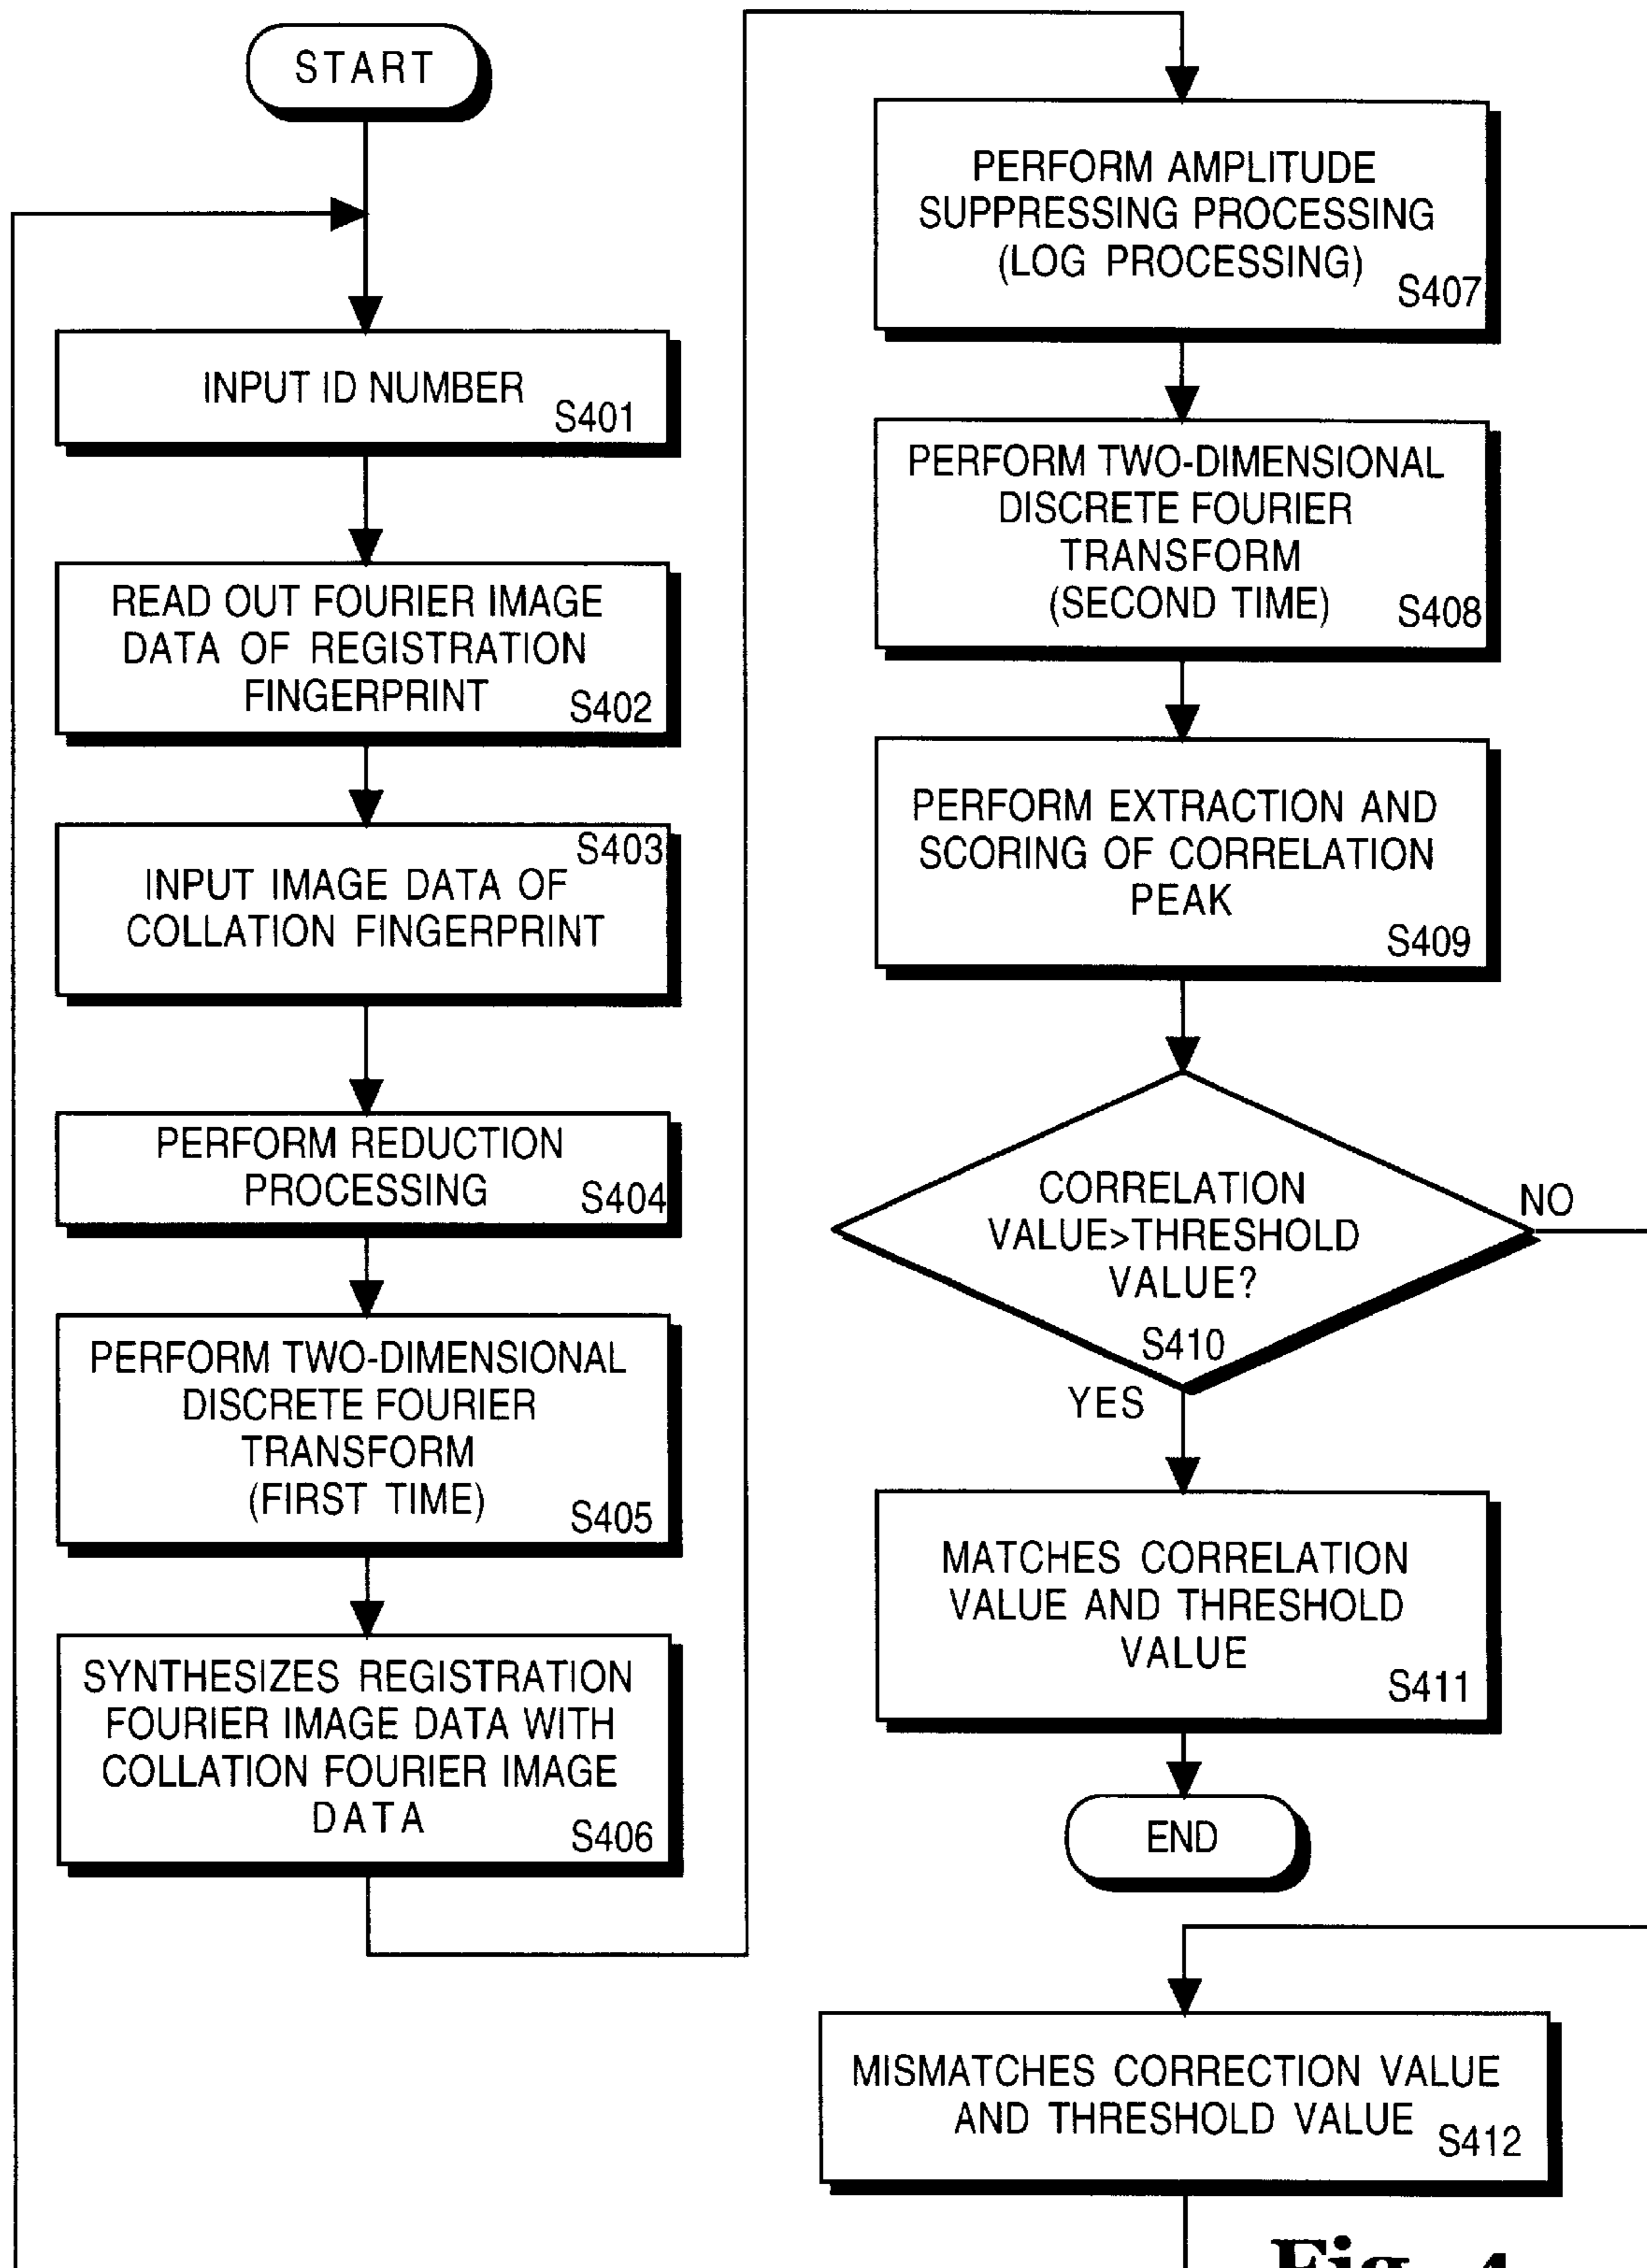 START
INPUT ID NUMBER
S401
READ OUT FOURIER IMAGE
DATA OF REGISTRATION
FINGERPRINT
S402
S403
INPUT IMAGE DATA OF
COLLATION FINGERPRINT
PERFORM REDUCTION
PROCESSING
S404
PERFORM TWO-DIMENSIONAL
DISCRETE FOURIER
TRANSFORM
(FIRST TIME)
S405
SYNTHESIZES REGISTRATION
FOURIER IMAGE DATA WITH
COLLATION FOURIER IMAGE
DATA
S406
PERFORM AMPLITUDE
SUPPRESSING PROCESSING
(LOG PROCESSING)
S407
PERFORM TWO-DIMENSIONAL
DISCRETE FOURIER
TRANSFORM
(SECOND TIME)
S408
PERFORM EXTRACTION AND
SCORING OF CORRELATION
PEAK
S409
CORRELATION
VALUE>THRESHOLD
VALUE?
S410
NO
YES
MATCHES CORRELATION
VALUE AND THRESHOLD
VALUE
S411
END
MISMATCHES CORRECTION VALUE
AND THRESHOLD VALUE
S412
Fig. 4